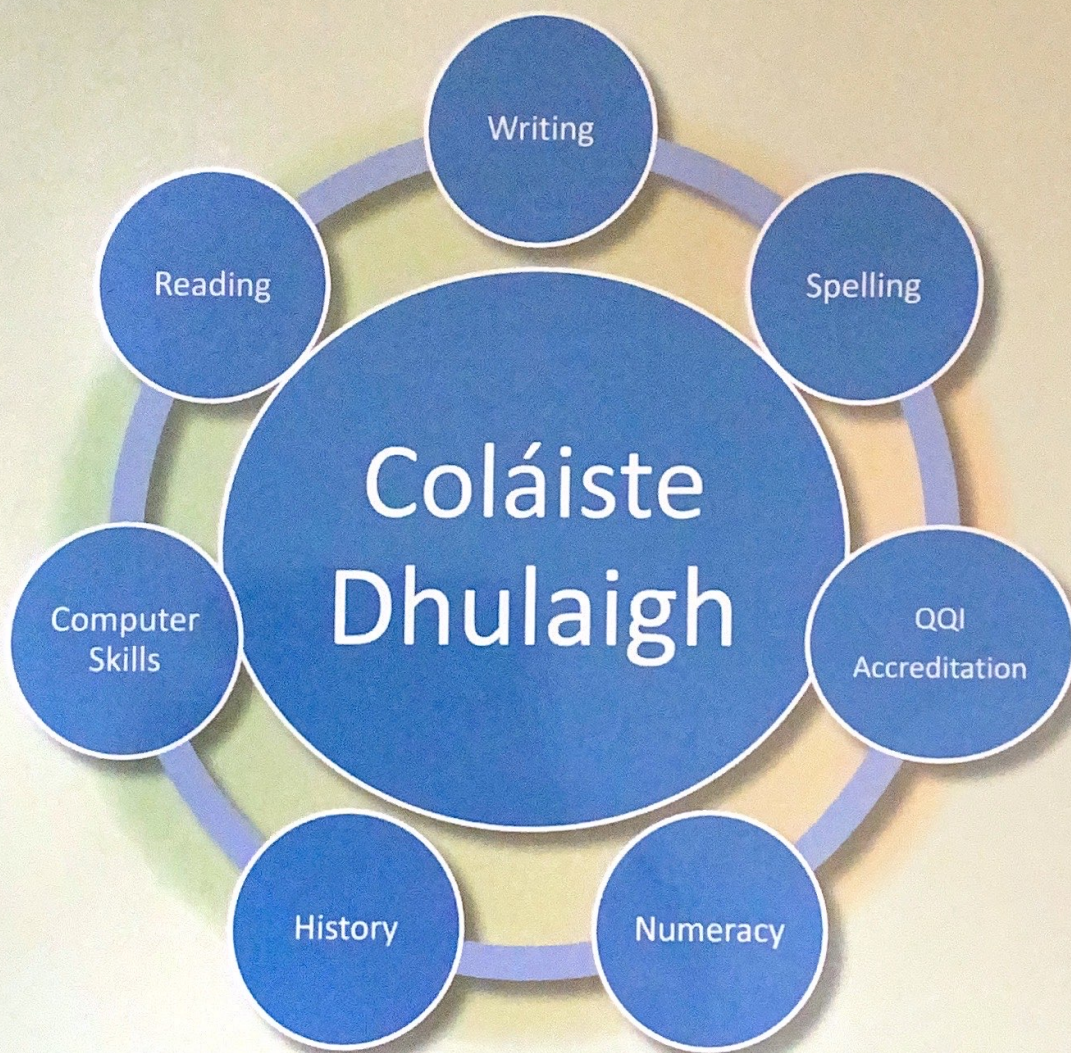 Writing
Reading
Spelling
Coláiste
Dhulaigh
Computer
Skills
QQI
Accreditation
History
Numeracy